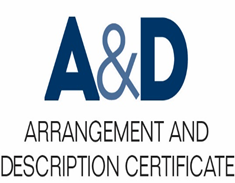 A&D
ARRANGEMENT AND
DESCRIPTION CERTIFICATE